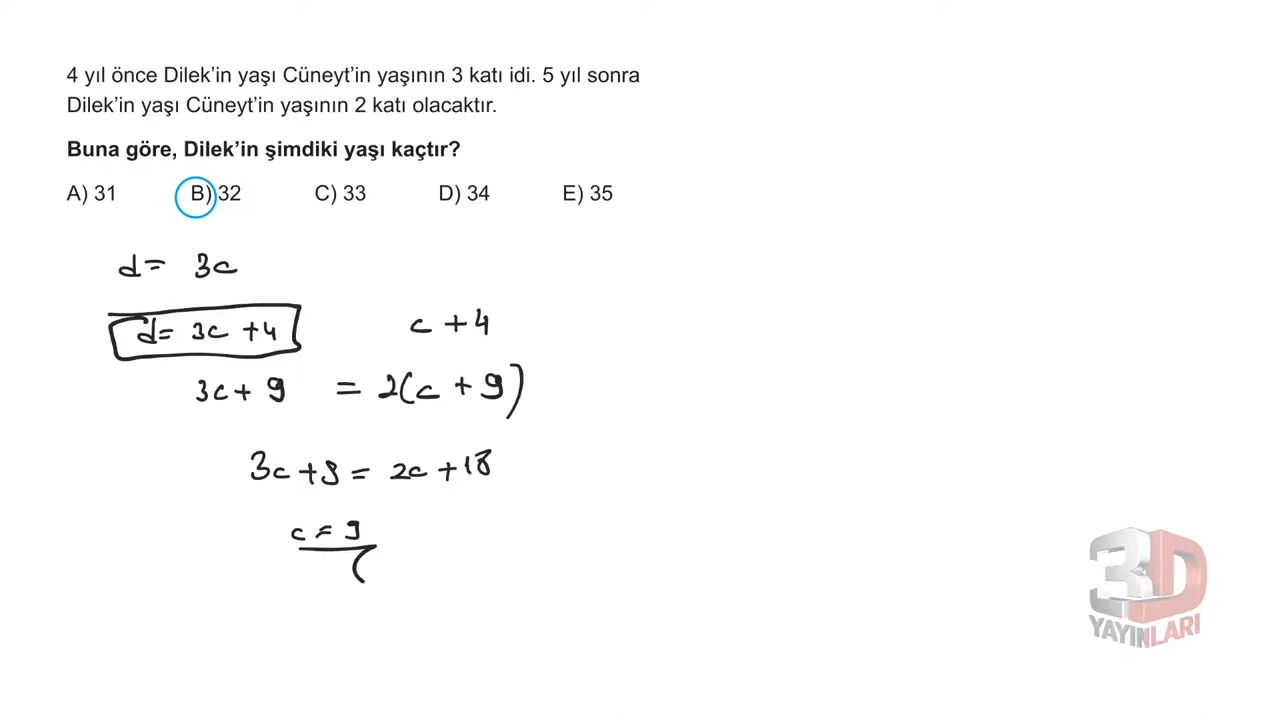 4 yıl önce Dilek'in yaşı Cüneyt'in yaşının 3 katı idi. 5 yıl sonra
Dilek'in yaşı Cüneyt'in yaşının 2 katı olacaktır.
Buna göre, Dilek'in şimdiki yaşı kaçtır?
A) 31 B) 32 C) 33 D) 34 E) 35
d= 3c
d= 3c +4 c +4
3c+ 9 = 2(c + 9)
3c+9 = 2c +18
c = 9
3D
YAYINLARI